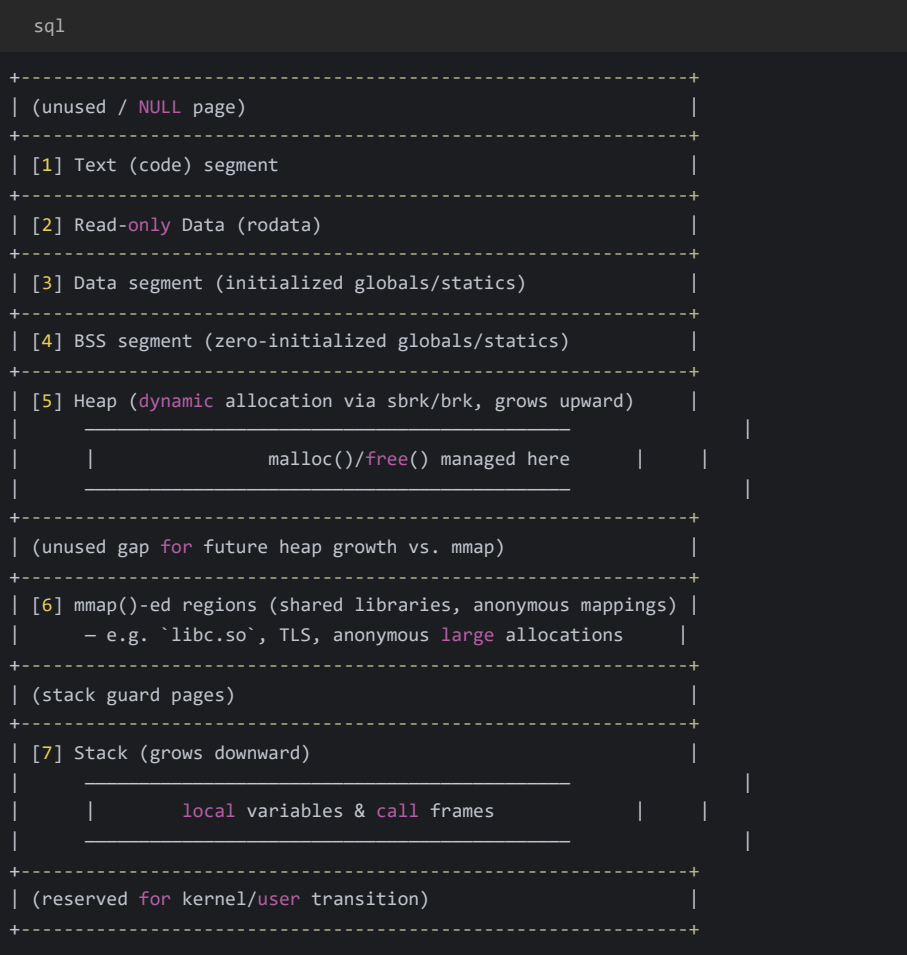 sql
+--------------------------------------------------------------+
| (unused / NULL page)                                         |
+--------------------------------------------------------------+
| [1] Text (code) segment                                      |
+--------------------------------------------------------------+
| [2] Read-only Data (rodata)                                  |
+--------------------------------------------------------------+
| [3] Data segment (initialized globals/statics)               |
+--------------------------------------------------------------+
| [4] BSS segment (zero-initialized globals/statics)           |
+--------------------------------------------------------------+
| [5] Heap (dynamic allocation via sbrk/brk, grows upward)     |
|      ─────────────────────────────────────────────                |
|      |                malloc()/free() managed here      |     |
|      ─────────────────────────────────────────────                |
+--------------------------------------------------------------+
| (unused gap for future heap growth vs. mmap)                 |
+--------------------------------------------------------------+
| [6] mmap()-ed regions (shared libraries, anonymous mappings) |
|      – e.g. `libc.so`, TLS, anonymous large allocations     |
+--------------------------------------------------------------+
| (stack guard pages)                                          |
+--------------------------------------------------------------+
| [7] Stack (grows downward)                                   |
|      ─────────────────────────────────────────────                |
|      |        local variables & call frames             |     |
|      ─────────────────────────────────────────────                |
+--------------------------------------------------------------+
| (reserved for kernel/user transition)                        |
+--------------------------------------------------------------+